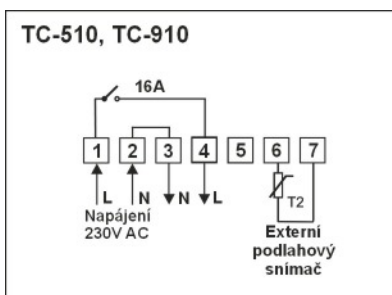 TC-510, TC-910
16A
1 2 3 4 5 6 7
L N N L T2
Napájení
230V AC
Externí
podlahový
snímač